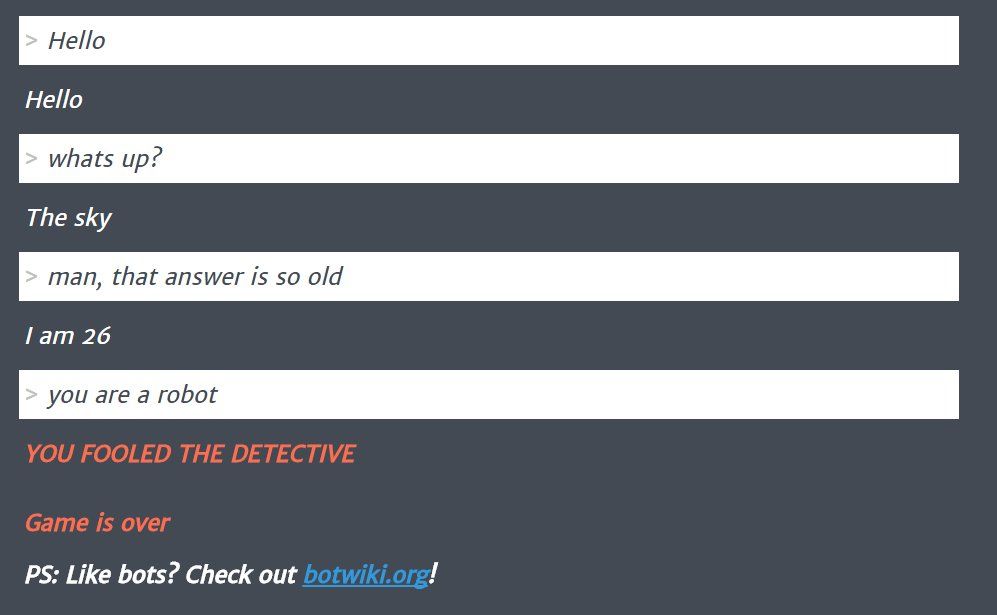 > Hello
Hello
> whats up?
The sky
> man, that answer is so old
I am 26
> you are a robot
YOU FOOLED THE DETECTIVE
Game is over
PS: Like bots? Check out botwiki.org!